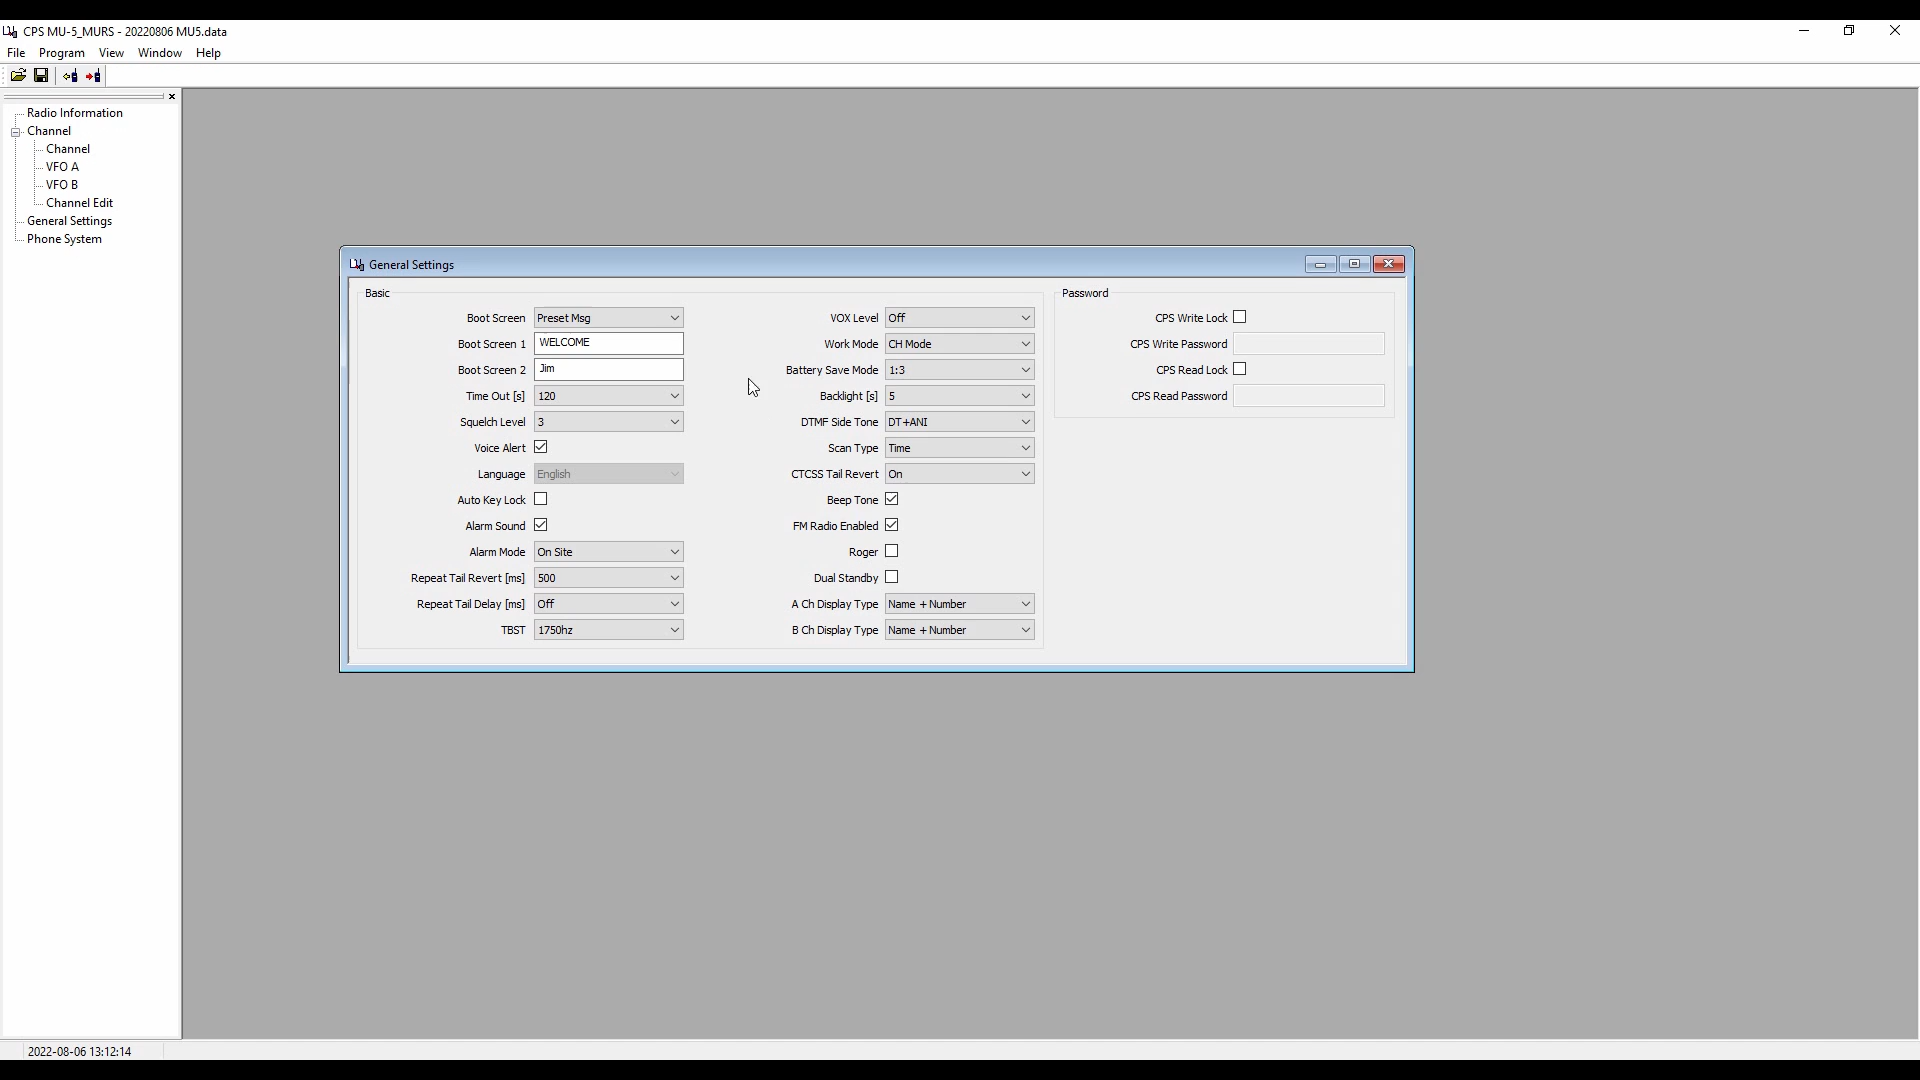 CPS MU-5_MURS - 20220806 MU5.data
File Program View Window Help
Radio Information
Channel
Channel
VFO A
VFO B
Channel Edit
General Settings
Phone System
General Settings
Basic
Boot Screen Preset Msg
Boot Screen 1 WELCOME
Boot Screen 2 Jim
Time Out [s] 120
Squelch Level 3
Voice Alert
Language English
Auto Key Lock
Alarm Sound
Alarm Mode On Site
Repeat Tail Revert [ms] 500
Repeat Tail Delay [ms] Off
TBST 1750hz
VOX Level Off
Work Mode CH Mode
Battery Save Mode 1:3
Backlight [s] 5
DTMF Side Tone DT+ANI
Scan Type Time
CTCSS Tail Revert On
Beep Tone
FM Radio Enabled
Roger
Dual Standby
A Ch Display Type Name + Number
B Ch Display Type Name + Number
Password
CPS Write Lock
CPS Write Password
CPS Read Lock
CPS Read Password
2022-08-06 13:12:14